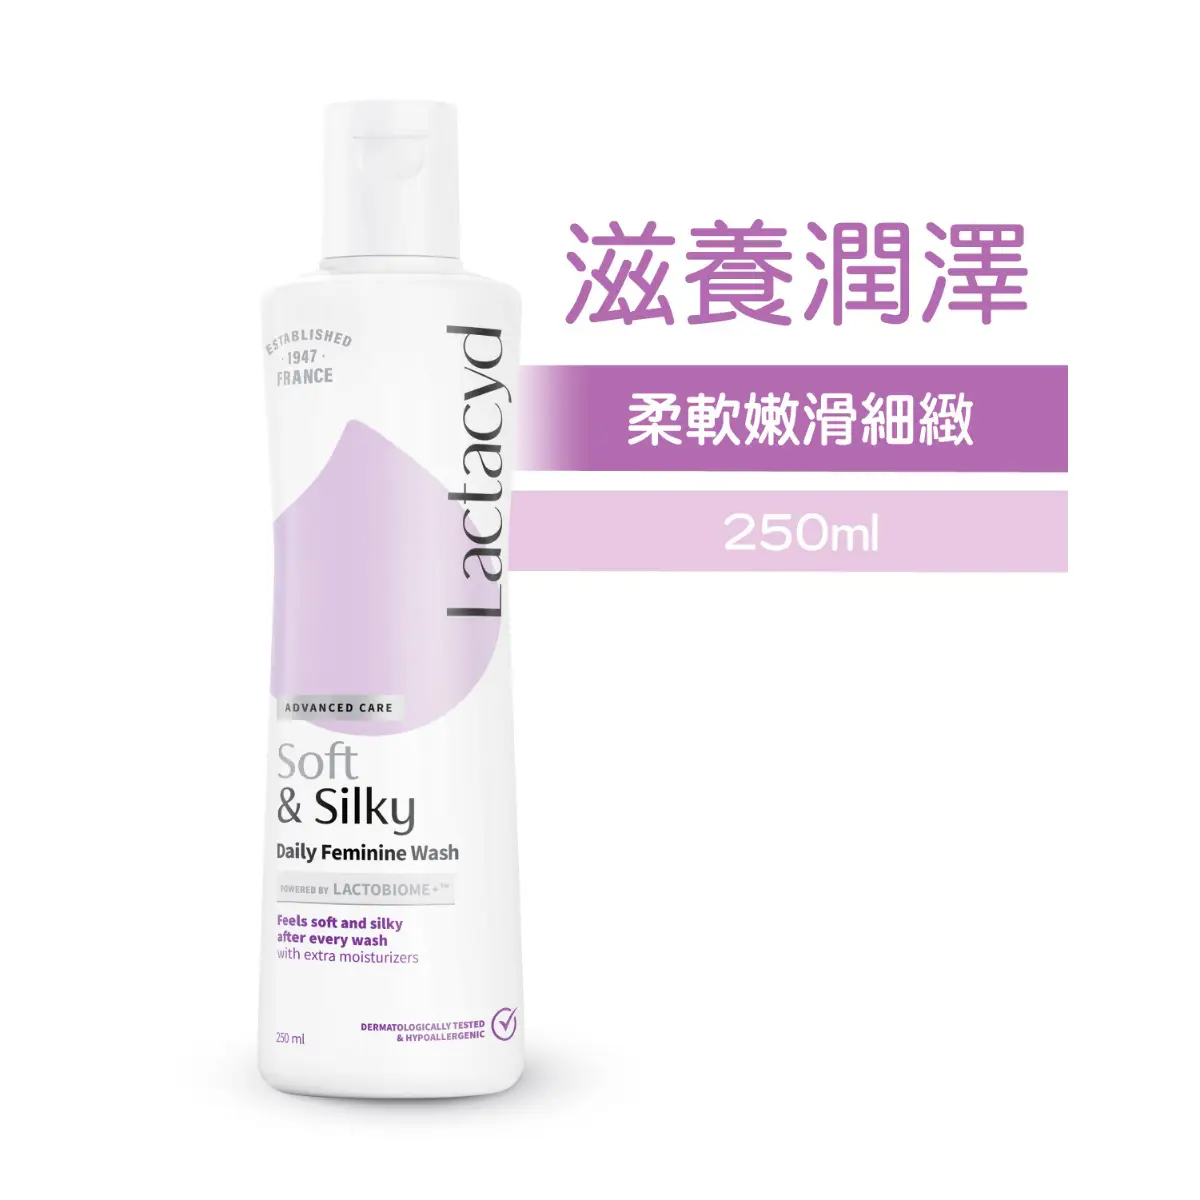 滋養潤澤
柔軟嫩滑細緻
250ml
ESTABLISHED
· 1947 ·
FRANCE
Lactacyd
ADVANCED CARE
Soft
& Silky
Daily Feminine Wash
POWERED BY LACTOBIOME+™
Feels soft and silky
after every wash
with extra moisturizers
250 ml
DERMATOLOGICALLY TESTED
& HYPOALLERGENIC